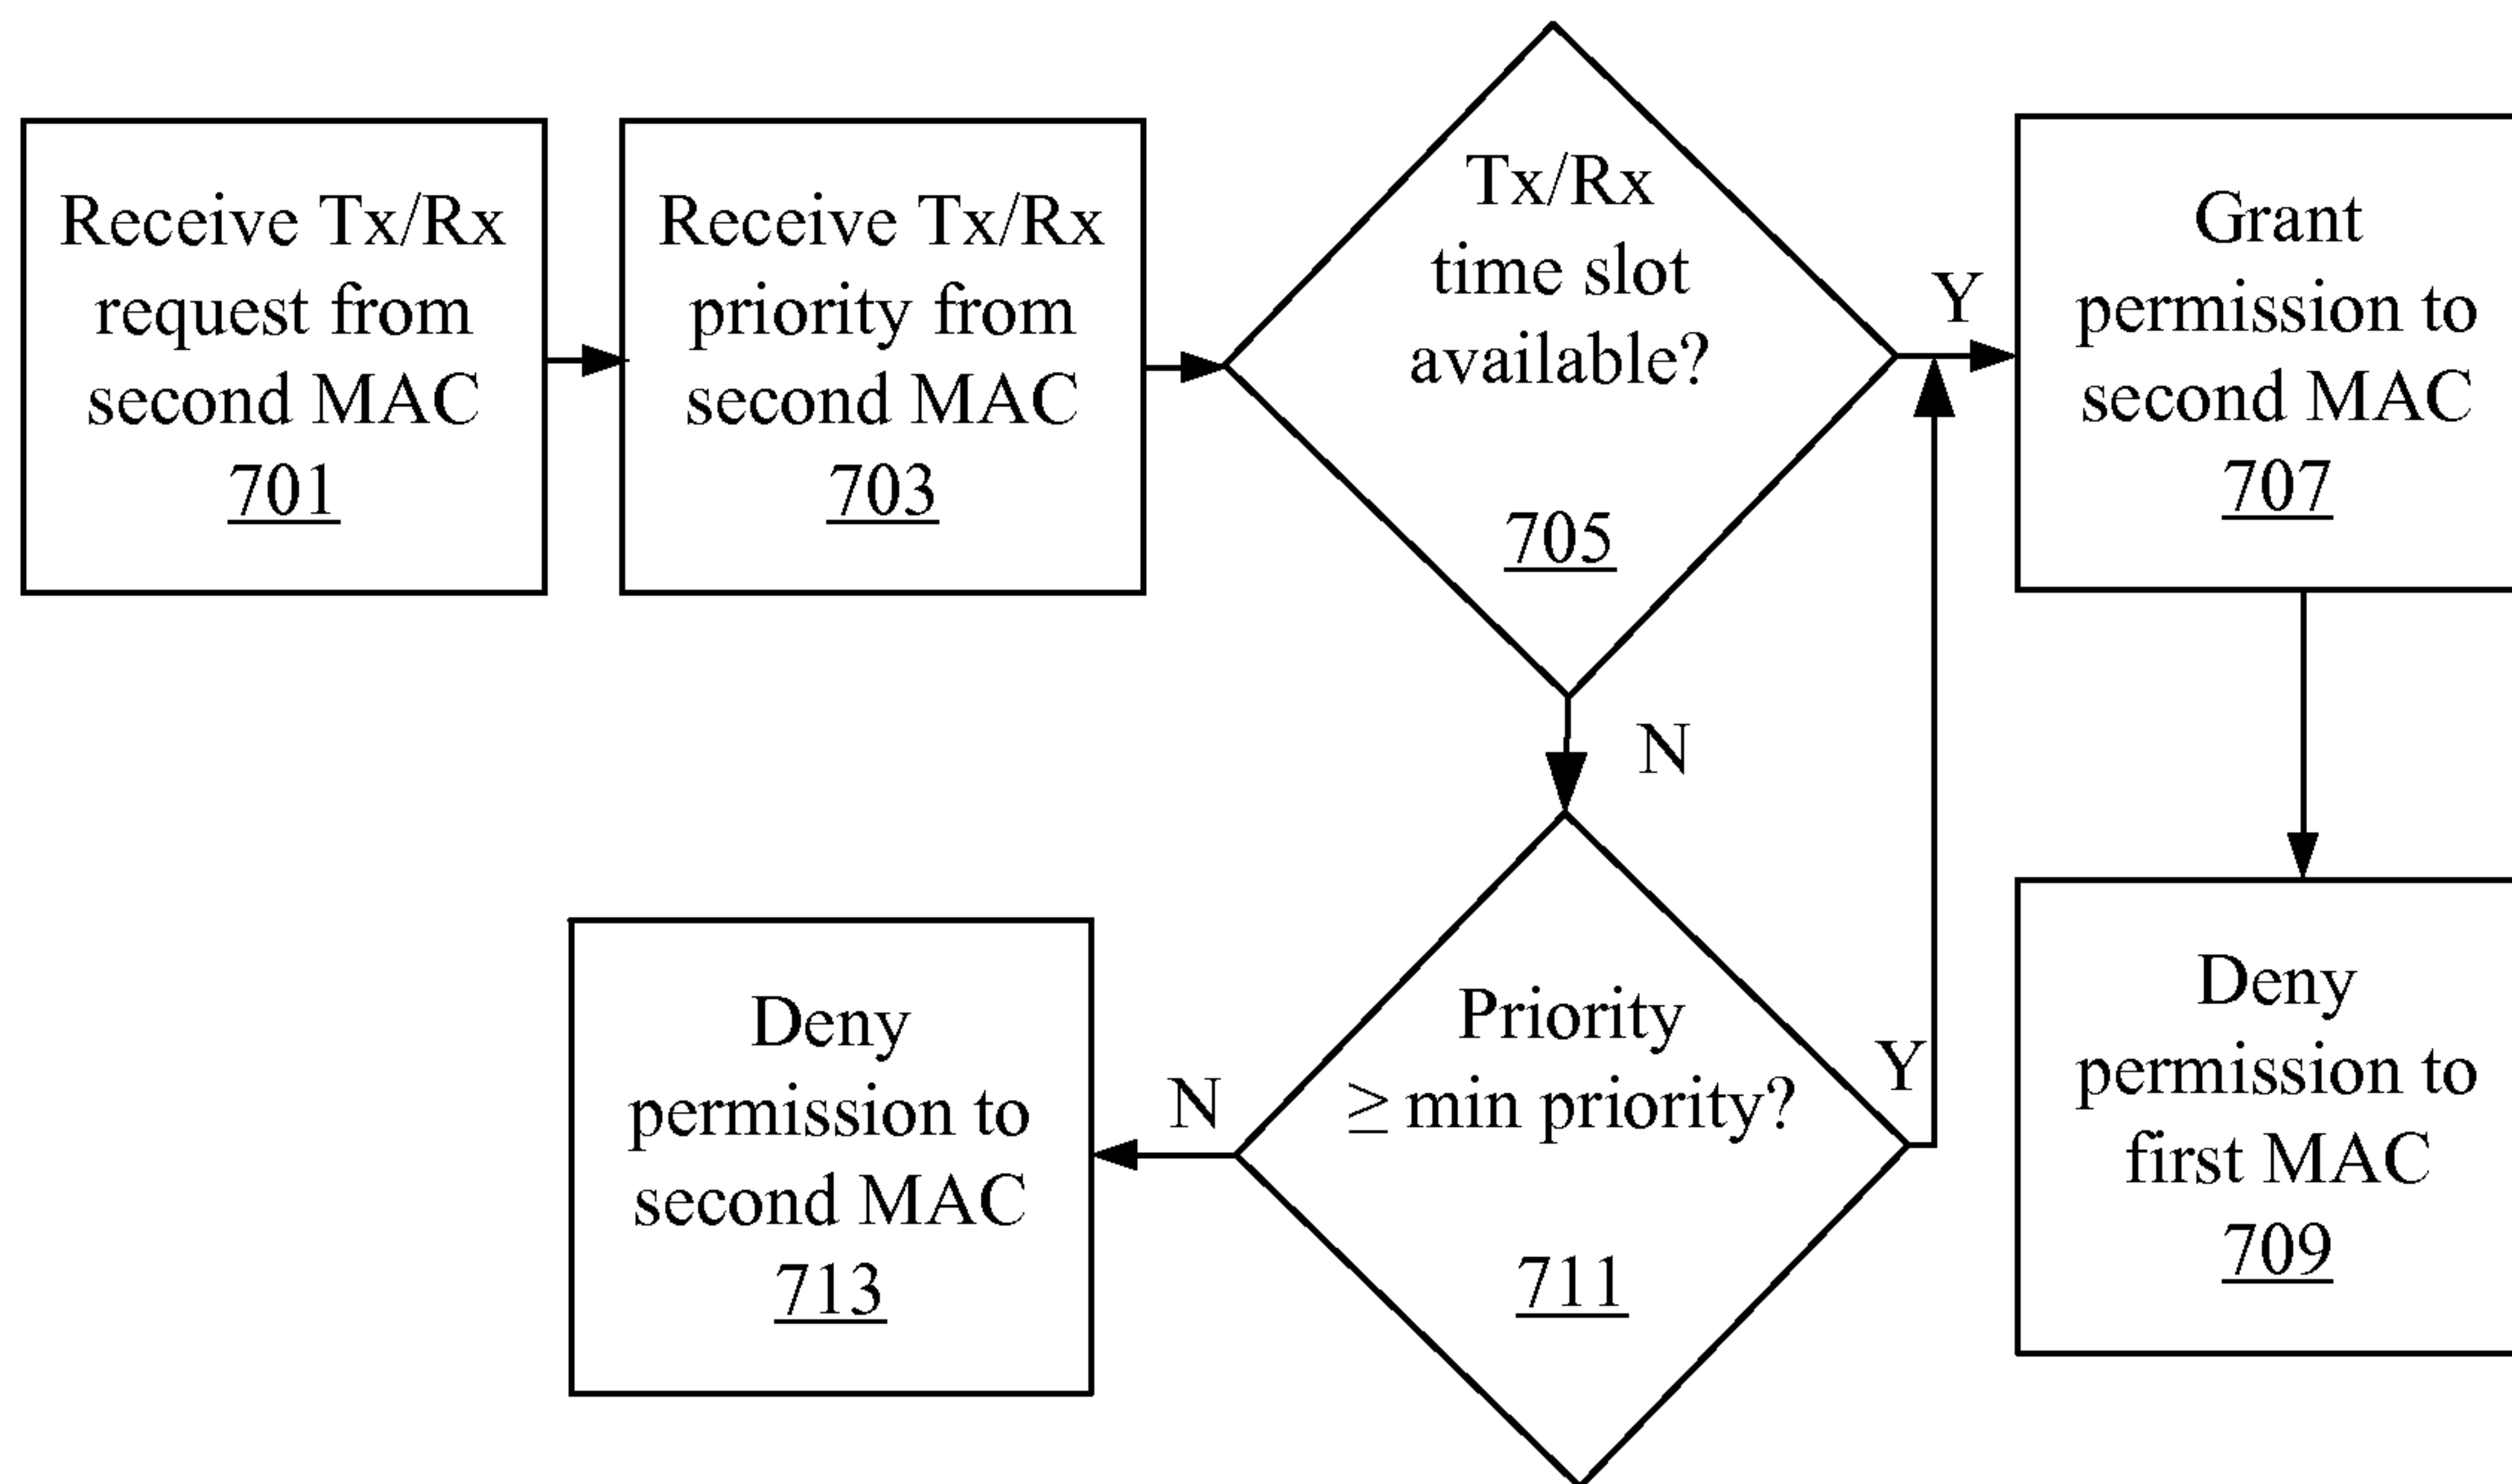 Receive Tx/Rx
request from
second MAC
701
Receive Tx/Rx
priority from
second MAC
703
Tx/Rx
time slot
available?
705
Y
Grant
permission to
second MAC
707
N
Deny
permission to
second MAC
713
N
Priority
≥ min priority?
711
Y
Deny
permission to
first MAC
709